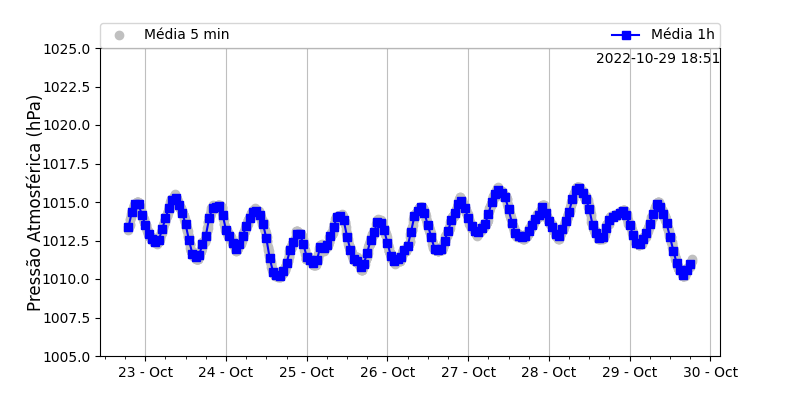 Média 5 min
Média 1h
2022-10-29 18:51
Pressão Atmosférica (hPa)
1025.0
1022.5
1020.0
1017.5
1015.0
1012.5
1010.0
1007.5
1005.0
23 - Oct
24 - Oct
25 - Oct
26 - Oct
27 - Oct
28 - Oct
29 - Oct
30 - Oct